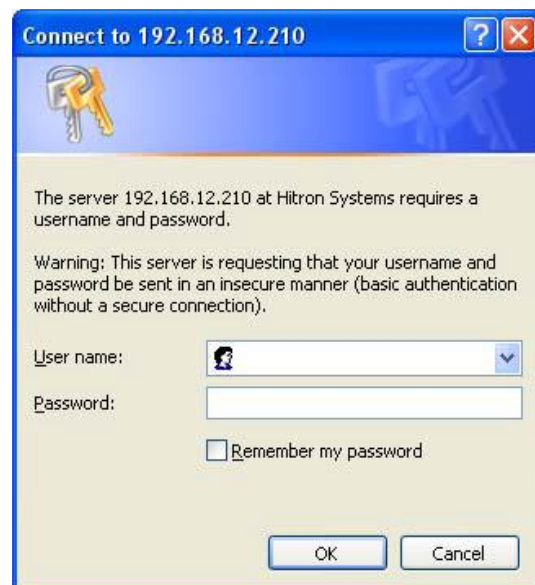 Connect to 192.168.12.210
The server 192.168.12.210 at Hitron Systems requires a
username and password.
Warning: This server is requesting that your username and
password be sent in an insecure manner (basic authentication
without a secure connection).
User name:
Password:
Remember my password
OK
Cancel